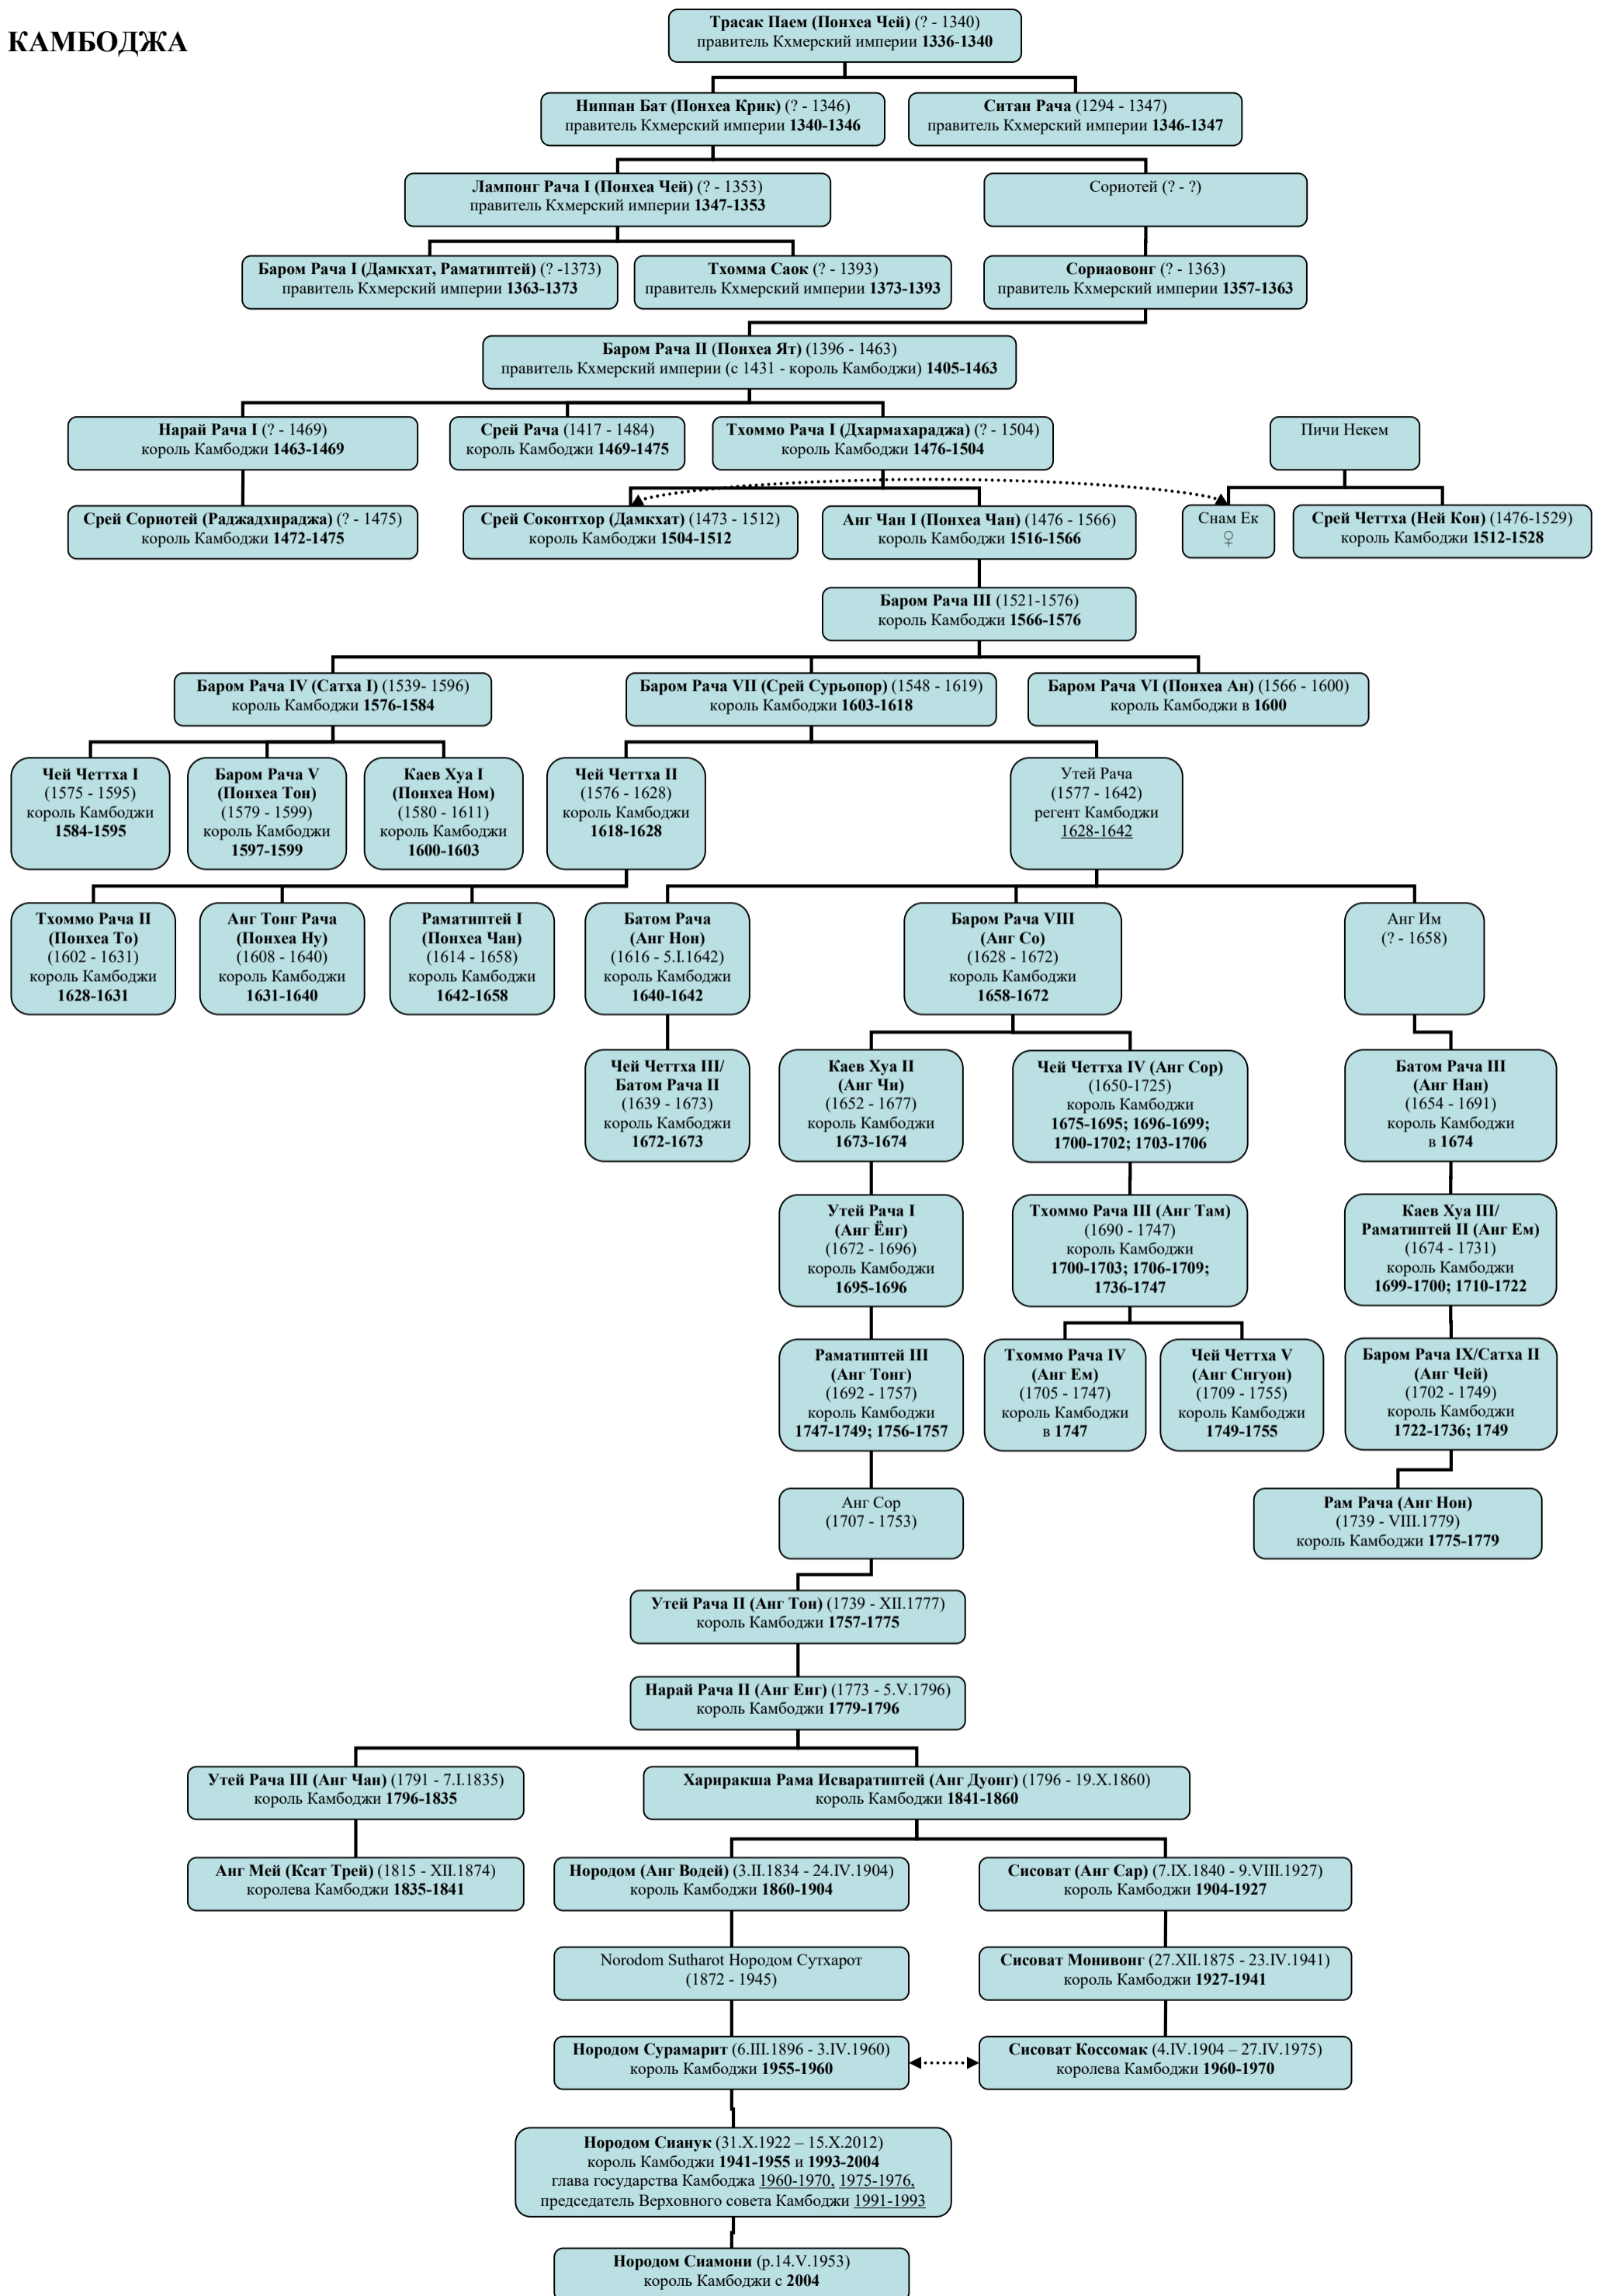 КАМБОДЖА
Трасак Паем (Понхеа Чей) (? - 1340)
правитель Кхмерский империи 1336-1340
Ниппан Бат (Понхеа Крик) (? - 1346)
правитель Кхмерский империи 1340-1346
Ситан Рача (1294 - 1347)
правитель Кхмерский империи 1346-1347
Лампонг Рача I (Понхеа Чей) (? - 1353)
правитель Кхмерский империи 1347-1353
Сориотей (? - ?)
Баром Рача I (Дамкхат, Раматиптей) (? -1373)
правитель Кхмерский империи 1363-1373
Тхомма Саок (? - 1393)
правитель Кхмерский империи 1373-1393
Сориаовонг (? - 1363)
правитель Кхмерский империи 1357-1363
Баром Рача II (Понхеа Ят) (1396 - 1463)
правитель Кхмерский империи (с 1431 - король Камбоджи) 1405-1463
Нарай Рача I (? - 1469)
король Камбоджи 1463-1469
Срей Рача (1417 - 1484)
король Камбоджи 1469-1475
Тхоммо Рача I (Дхармахараджа) (? - 1504)
король Камбоджи 1476-1504
Пичи Некем
Срей Сориотей (Раджадхираджа) (? - 1475)
король Камбоджи 1472-1475
Срей Соконтхор (Дамкхат) (1473 - 1512)
король Камбоджи 1504-1512
Анг Чан I (Понхеа Чан) (1476 - 1566)
король Камбоджи 1516-1566
Снам Ек
♀
Срей Четтха (Ней Кон) (1476-1529)
король Камбоджи 1512-1528
Баром Рача III (1521-1576)
король Камбоджи 1566-1576
Баром Рача IV (Сатха I) (1539- 1596)
король Камбоджи 1576-1584
Баром Рача VII (Срей Сурьопор) (1548 - 1619)
король Камбоджи 1603-1618
Баром Рача VI (Понхеа Ан) (1566 - 1600)
король Камбоджи в 1600
Чей Четтха I
(1575 - 1595)
король Камбоджи
1584-1595
Баром Рача V
(Понхеа Тон)
(1579 - 1599)
король Камбоджи
1597-1599
Каев Хуа I
(Понхеа Ном)
(1580 - 1611)
король Камбоджи
1600-1603
Чей Четтха II
(1576 - 1628)
король Камбоджи
1618-1628
Утей Рача
(1577 - 1642)
регент Камбоджи
1628-1642
Тхоммо Рача II
(Понхеа То)
(1602 - 1631)
король Камбоджи
1628-1631
Анг Тонг Рача
(Понхеа Ну)
(1608 - 1640)
король Камбоджи
1631-1640
Раматиптей I
(Понхеа Чан)
(1614 - 1658)
король Камбоджи
1642-1658
Батом Рача
(Анг Нон)
(1616 - 5.I.1642)
король Камбоджи
1640-1642
Баром Рача VIII
(Анг Со)
(1628 - 1672)
король Камбоджи
1658-1672
Анг Им
(? - 1658)
Чей Четтха III/
Батом Рача II
(1639 - 1673)
король Камбоджи
1672-1673
Каев Хуа II
(Анг Чи)
(1652 - 1677)
король Камбоджи
1673-1674
Чей Четтха IV (Анг Сор)
(1650-1725)
король Камбоджи
1675-1695; 1696-1699;
1700-1702; 1703-1706
Батом Рача III
(Анг Нан)
(1654 - 1691)
король Камбоджи
в 1674
Утей Рача I
(Анг Ёнг)
(1672 - 1696)
король Камбоджи
1695-1696
Тхоммо Рача III (Анг Там)
(1690 - 1747)
король Камбоджи
1700-1703; 1706-1709;
1736-1747
Каев Хуа III/
Раматиптей II (Анг Ем)
(1674 - 1731)
король Камбоджи
1699-1700; 1710-1722
Раматиптей III
(Анг Тонг)
(1692 - 1757)
король Камбоджи
1747-1749; 1756-1757
Тхоммо Рача IV
(Анг Ем)
(1705 - 1747)
король Камбоджи
в 1747
Чей Четтха V
(Анг Снгуон)
(1709 - 1755)
король Камбоджи
1749-1755
Баром Рача IX/Сатха II
(Анг Чей)
(1702 - 1749)
король Камбоджи
1722-1736; 1749
Анг Сор
(1707 - 1753)
Рам Рача (Анг Нон)
(1739 - VIII.1779)
король Камбоджи 1775-1779
Утей Рача II (Анг Тон) (1739 - XII.1777)
король Камбоджи 1757-1775
Нарай Рача II (Анг Енг) (1773 - 5.V.1796)
король Камбоджи 1779-1796
Утей Рача III (Анг Чан) (1791 - 7.I.1835)
король Камбоджи 1796-1835
Харираякша Рама Исваратиптей (Анг Дуонг) (1796 - 19.X.1860)
король Камбоджи 1841-1860
Анг Мей (Ксат Трей) (1815 - XII.1874)
королева Камбоджи 1835-1841
Нородом (Анг Водей) (3.II.1834 - 24.IV.1904)
король Камбоджи 1860-1904
Сисоват (Анг Сар) (7.IX.1840 - 9.VIII.1927)
король Камбоджи 1904-1927
Norodom Sutharot Нородом Сутхарот
(1872 - 1945)
Сисоват Монивонг (27.XII.1875 - 23.IV.1941)
король Камбоджи 1927-1941
Нородом Сурамарит (6.III.1896 - 3.IV.1960)
король Камбоджи 1955-1960
Сисоват Коссомак (4.IV.1904 – 27.IV.1975)
королева Камбоджи 1960-1970
Нородом Сианук (31.X.1922 – 15.X.2012)
король Камбоджи 1941-1955 и 1993-2004
глава государства Камбоджа 1960-1970, 1975-1976,
председатель Верховного совета Камбоджи 1991-1993
Нородом Сиамони (р.14.V.1953)
король Камбоджи с 2004